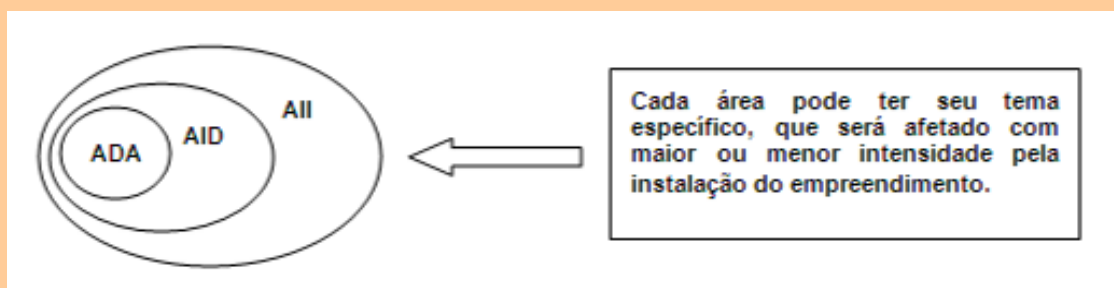 ADA
AID
AII
Cada área pode ter seu tema
específico, que será afetado com
maior ou menor intensidade pela
instalação do empreendimento.